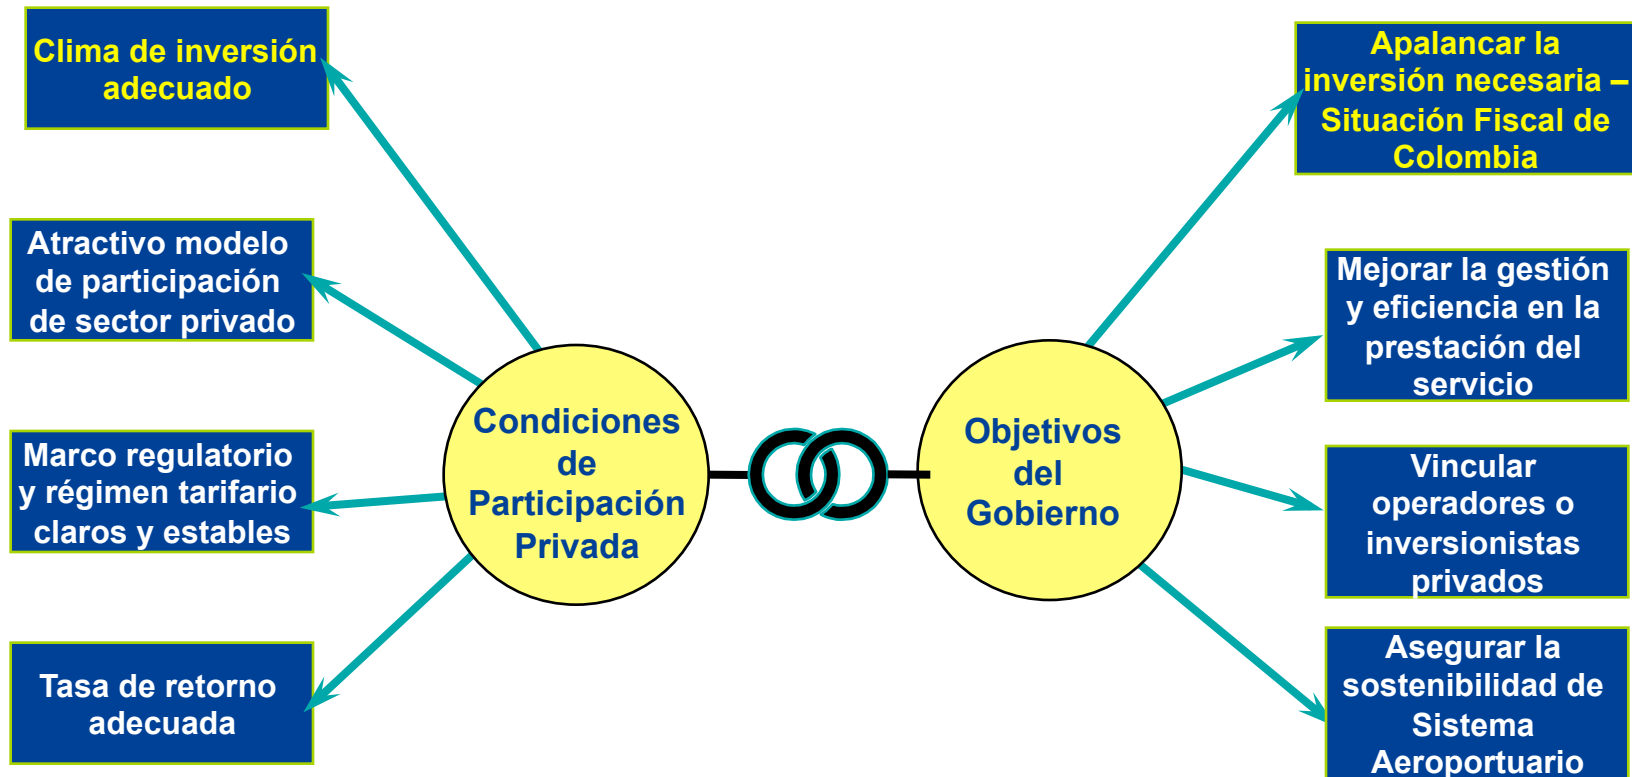 Clima de inversión
adecuado
Atractivo modelo
de participación
de sector privado
Marco regulatorio
y régimen tarifario
claros y estables
Tasa de retorno
adecuada
Condiciones
de
Participación
Privada
Objetivos
del
Gobierno
Apalancar la
inversión necesaria –
Situación Fiscal de
Colombia
Mejorar la gestión
y eficiencia en la
prestación del
servicio
Vincular
operadores o
inversionistas
privados
Asegurar la
sostenibilidad de
Sistema
Aeroportuario